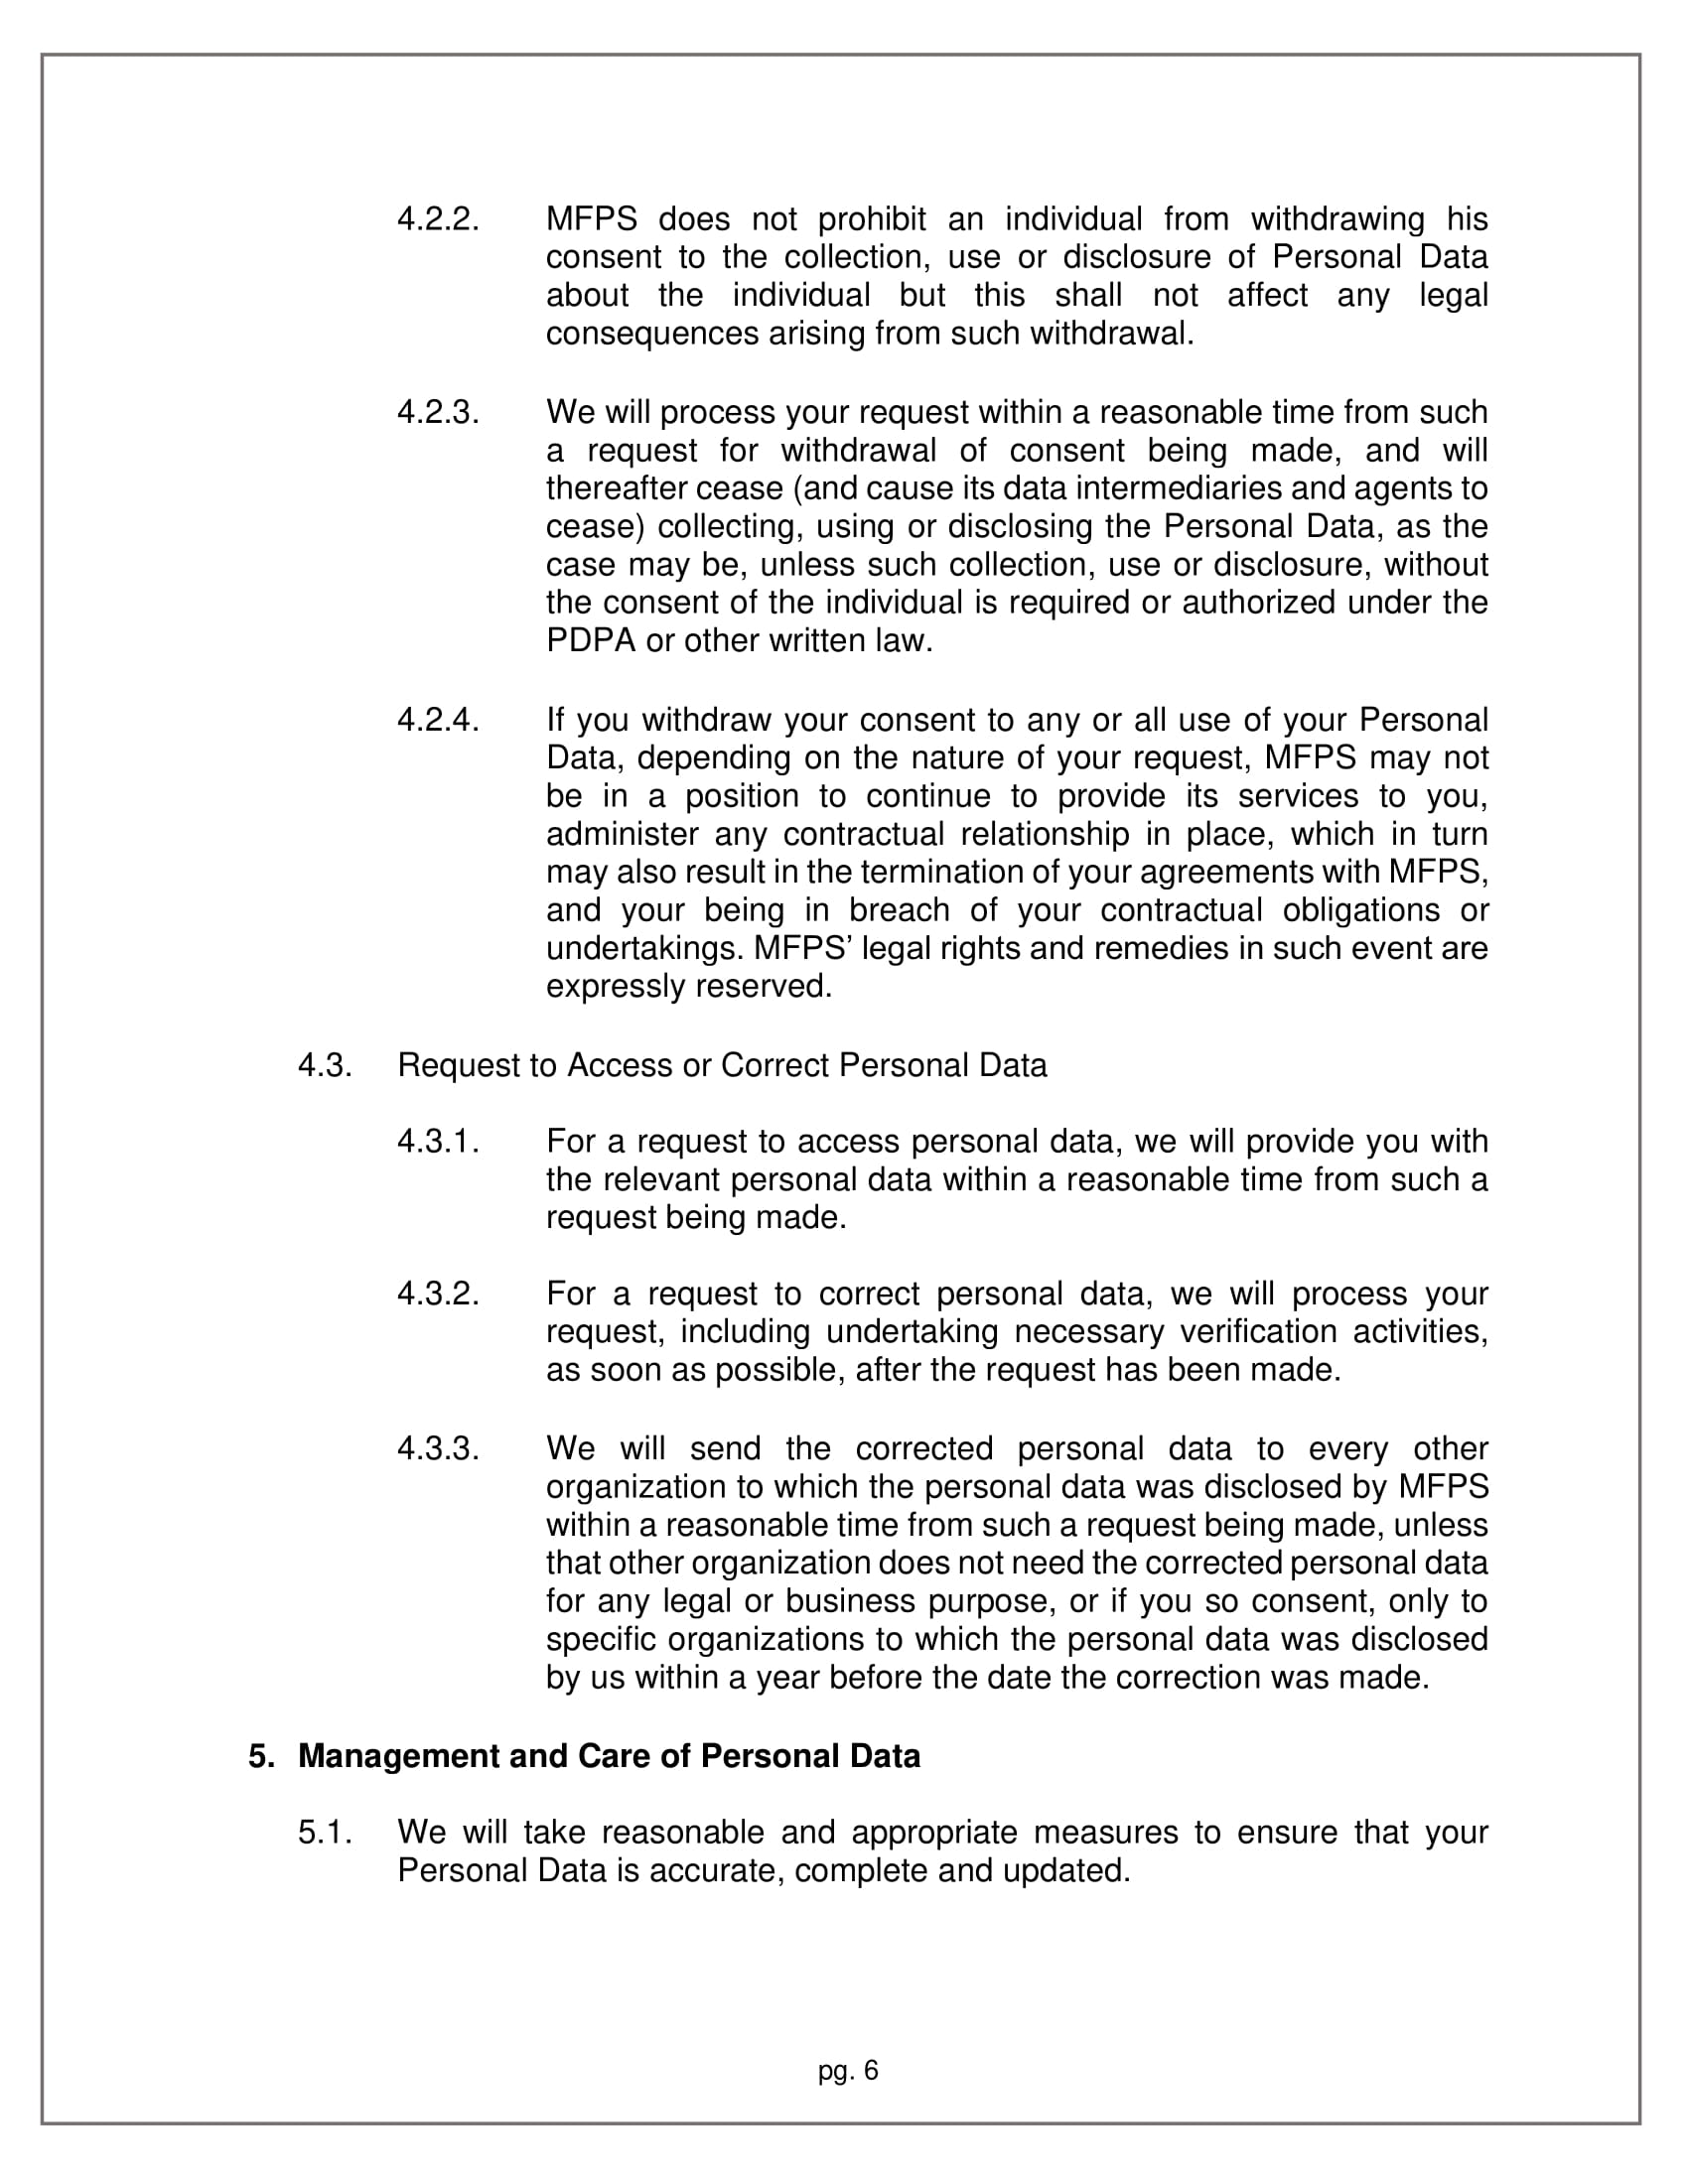 4.2.2. MFPS does not prohibit an individual from withdrawing his
consent to the collection, use or disclosure of Personal Data
about the individual but this shall not affect any legal
consequences arising from such withdrawal.
4.2.3. We will process your request within a reasonable time from such
a request for withdrawal of consent being made, and will
thereafter cease (and cause its data intermediaries and agents to
cease) collecting, using or disclosing the Personal Data, as the
case may be, unless such collection, use or disclosure, without
the consent of the individual is required or authorized under the
PDPA or other written law.
4.2.4. If you withdraw your consent to any or all use of your Personal
Data, depending on the nature of your request, MFPS may not
be in a position to continue to provide its services to you,
administer any contractual relationship in place, which in turn
may also result in the termination of your agreements with MFPS,
and your being in breach of your contractual obligations or
undertakings. MFPS’ legal rights and remedies in such event are
expressly reserved.
4.3. Request to Access or Correct Personal Data
4.3.1. For a request to access personal data, we will provide you with
the relevant personal data within a reasonable time from such a
request being made.
4.3.2. For a request to correct personal data, we will process your
request, including undertaking necessary verification activities,
as soon as possible, after the request has been made.
4.3.3. We will send the corrected personal data to every other
organization to which the personal data was disclosed by MFPS
within a reasonable time from such a request being made, unless
that other organization does not need the corrected personal data
for any legal or business purpose, or if you so consent, only to
specific organizations to which the personal data was disclosed
by us within a year before the date the correction was made.
5. Management and Care of Personal Data
5.1. We will take reasonable and appropriate measures to ensure that your
Personal Data is accurate, complete and updated.
pg. 6